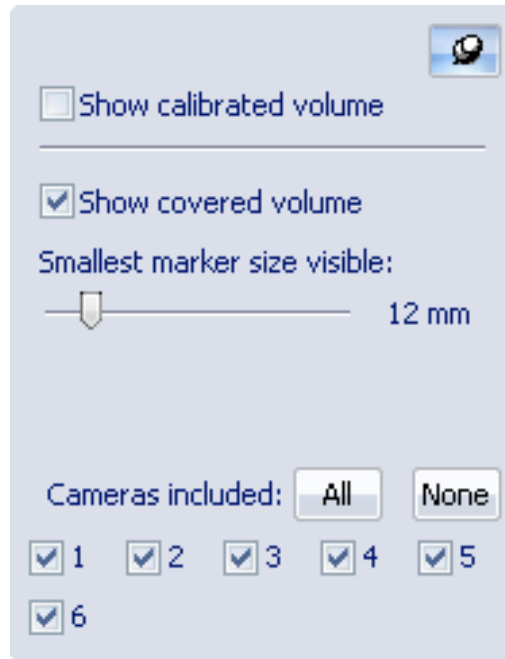 Show calibrated volume
Show covered volume
Smallest marker size visible:
12 mm
Cameras included: All None
1 2 3 4 5
6